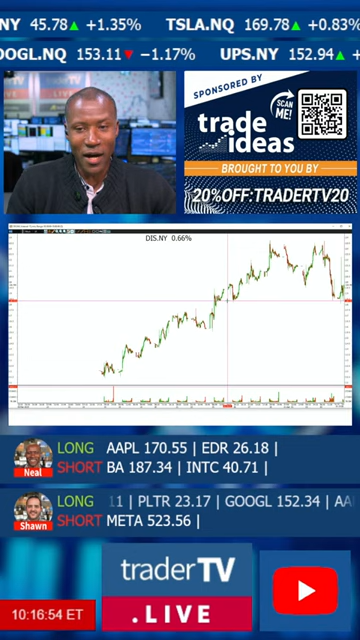 NY 45.78▲ +1.35% TSLA.NQ 169.78▲ +0.83%
OOGL.NQ 153.11▼ −1.17% UPS.NY 152.94▲ +
SPONSORED BY
SCAN ME!
trade ideas
BROUGHT TO YOU BY
20%OFF:TRADERTV20
DIS.NY 0.66%
LONG AAPL 170.55 | EDR 26.18 |
SHORT BA 187.34 | INTC 40.71 |
Neal
LONG 11 | PLTR 23.17 | GOOGL 152.34 | AA
SHORT META 523.56 |
Shawn
traderTV
.LIVE
10:16:54 ET